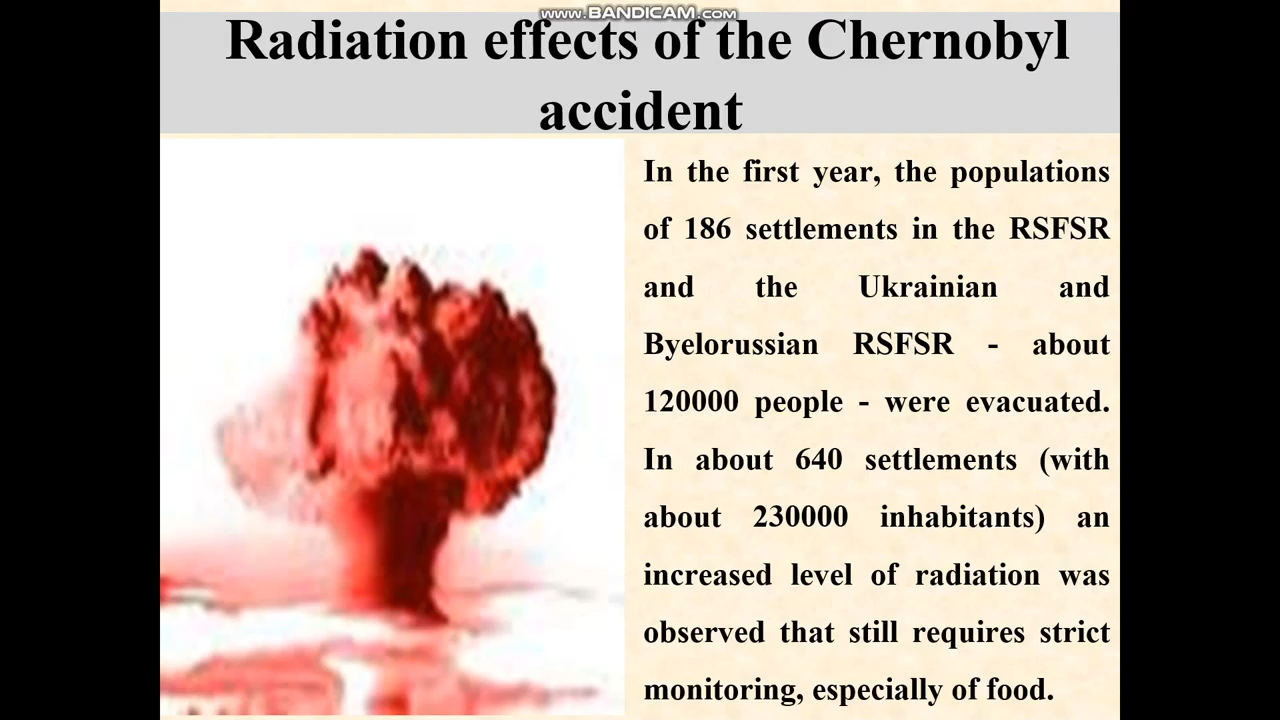 www.BANDICAM.com
Radiation effects of the Chernobyl
accident
In the first year, the populations
of 186 settlements in the RSFSR
and the Ukrainian and
Byelorussian RSFSR - about
120000 people - were evacuated.
In about 640 settlements (with
about 230000 inhabitants) an
increased level of radiation was
observed that still requires strict
monitoring, especially of food.